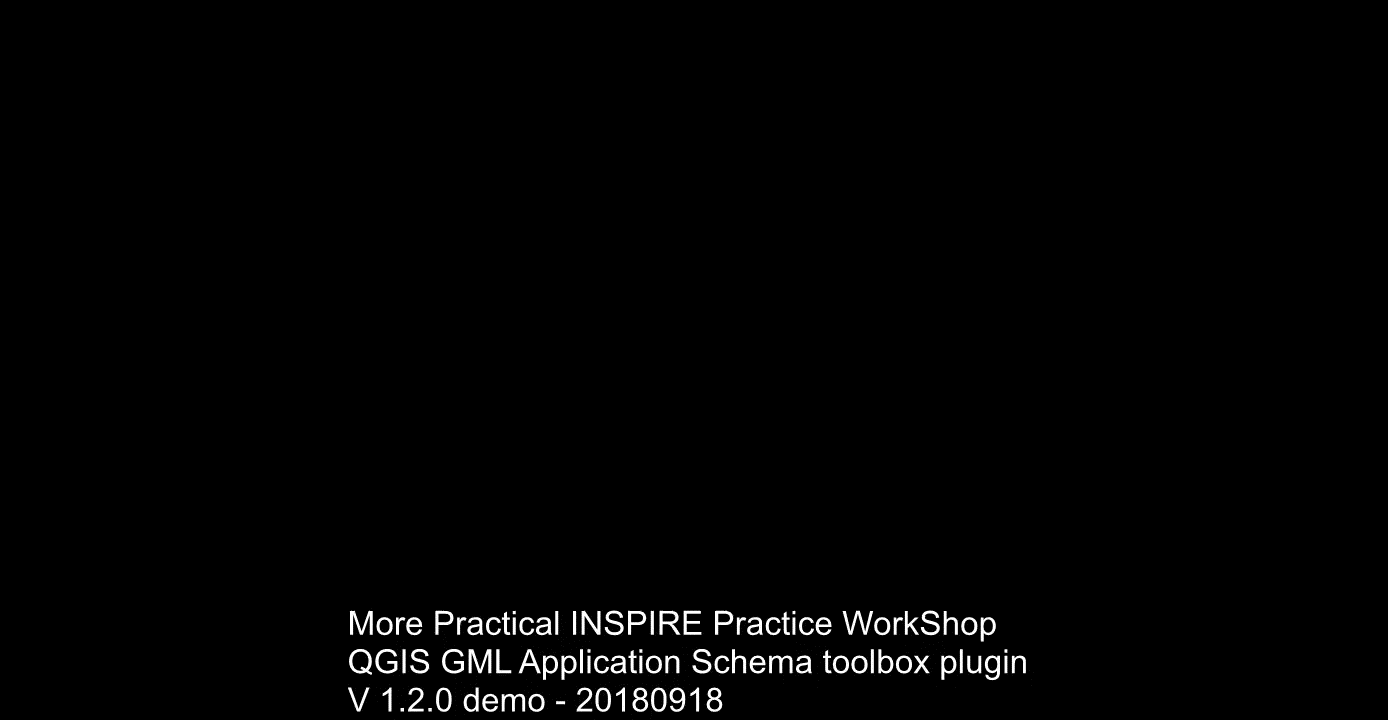 More Practical INSPIRE Practice WorkShop
QGIS GML Application Schema toolbox plugin
V 1.2.0 demo - 20180918